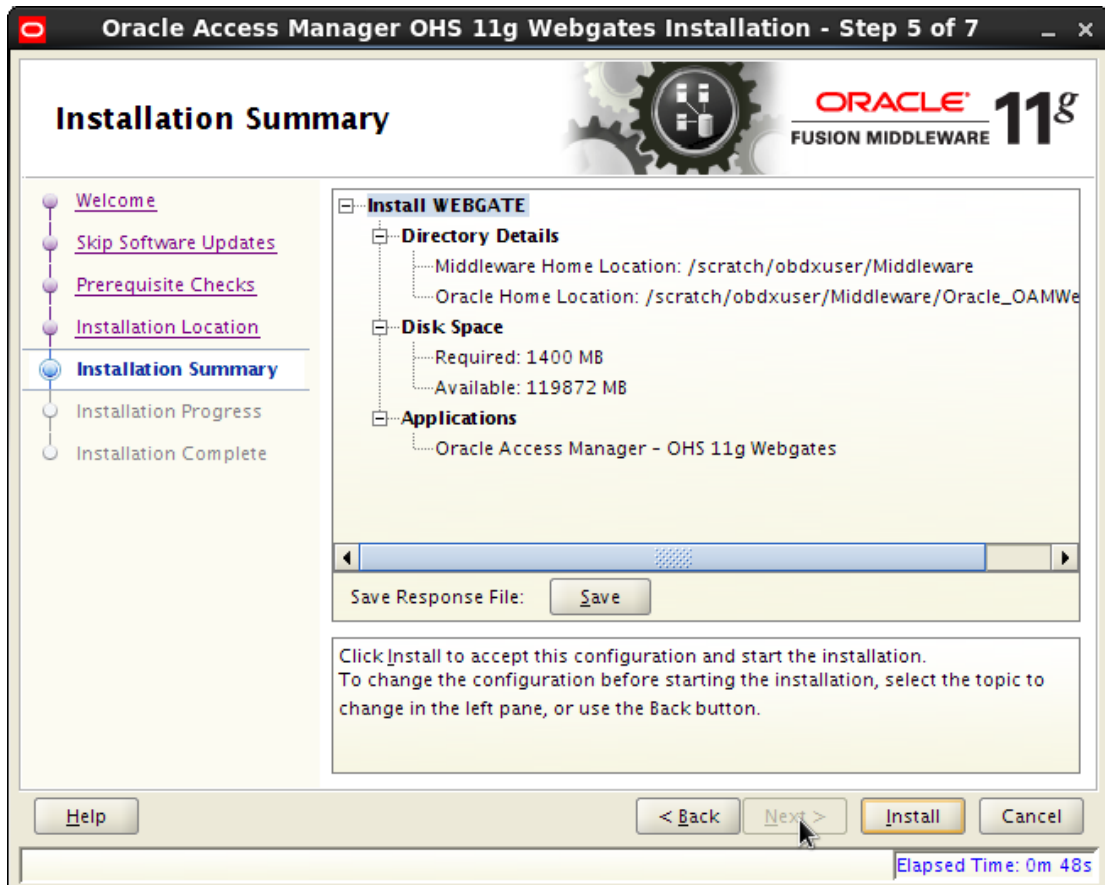 Oracle Access Manager OHS 11g Webgates Installation - Step 5 of 7
Installation Summary
ORACLE
FUSION MIDDLEWARE
11g
Welcome
Skip Software Updates
Prerequisite Checks
Installation Location
Installation Summary
Installation Progress
Installation Complete
Install WEBGATE
Directory Details
Middleware Home Location: /scratch/obdxuser/Middleware
Oracle Home Location: /scratch/obdxuser/Middleware/Oracle_OAMWe
Disk Space
Required: 1400 MB
Available: 119872 MB
Applications
Oracle Access Manager - OHS 11g Webgates
Save Response File: Save
Click Install to accept this configuration and start the installation.
To change the configuration before starting the installation, select the topic to
change in the left pane, or use the Back button.
Help < Back Next > Install Cancel
Elapsed Time: 0m 48s